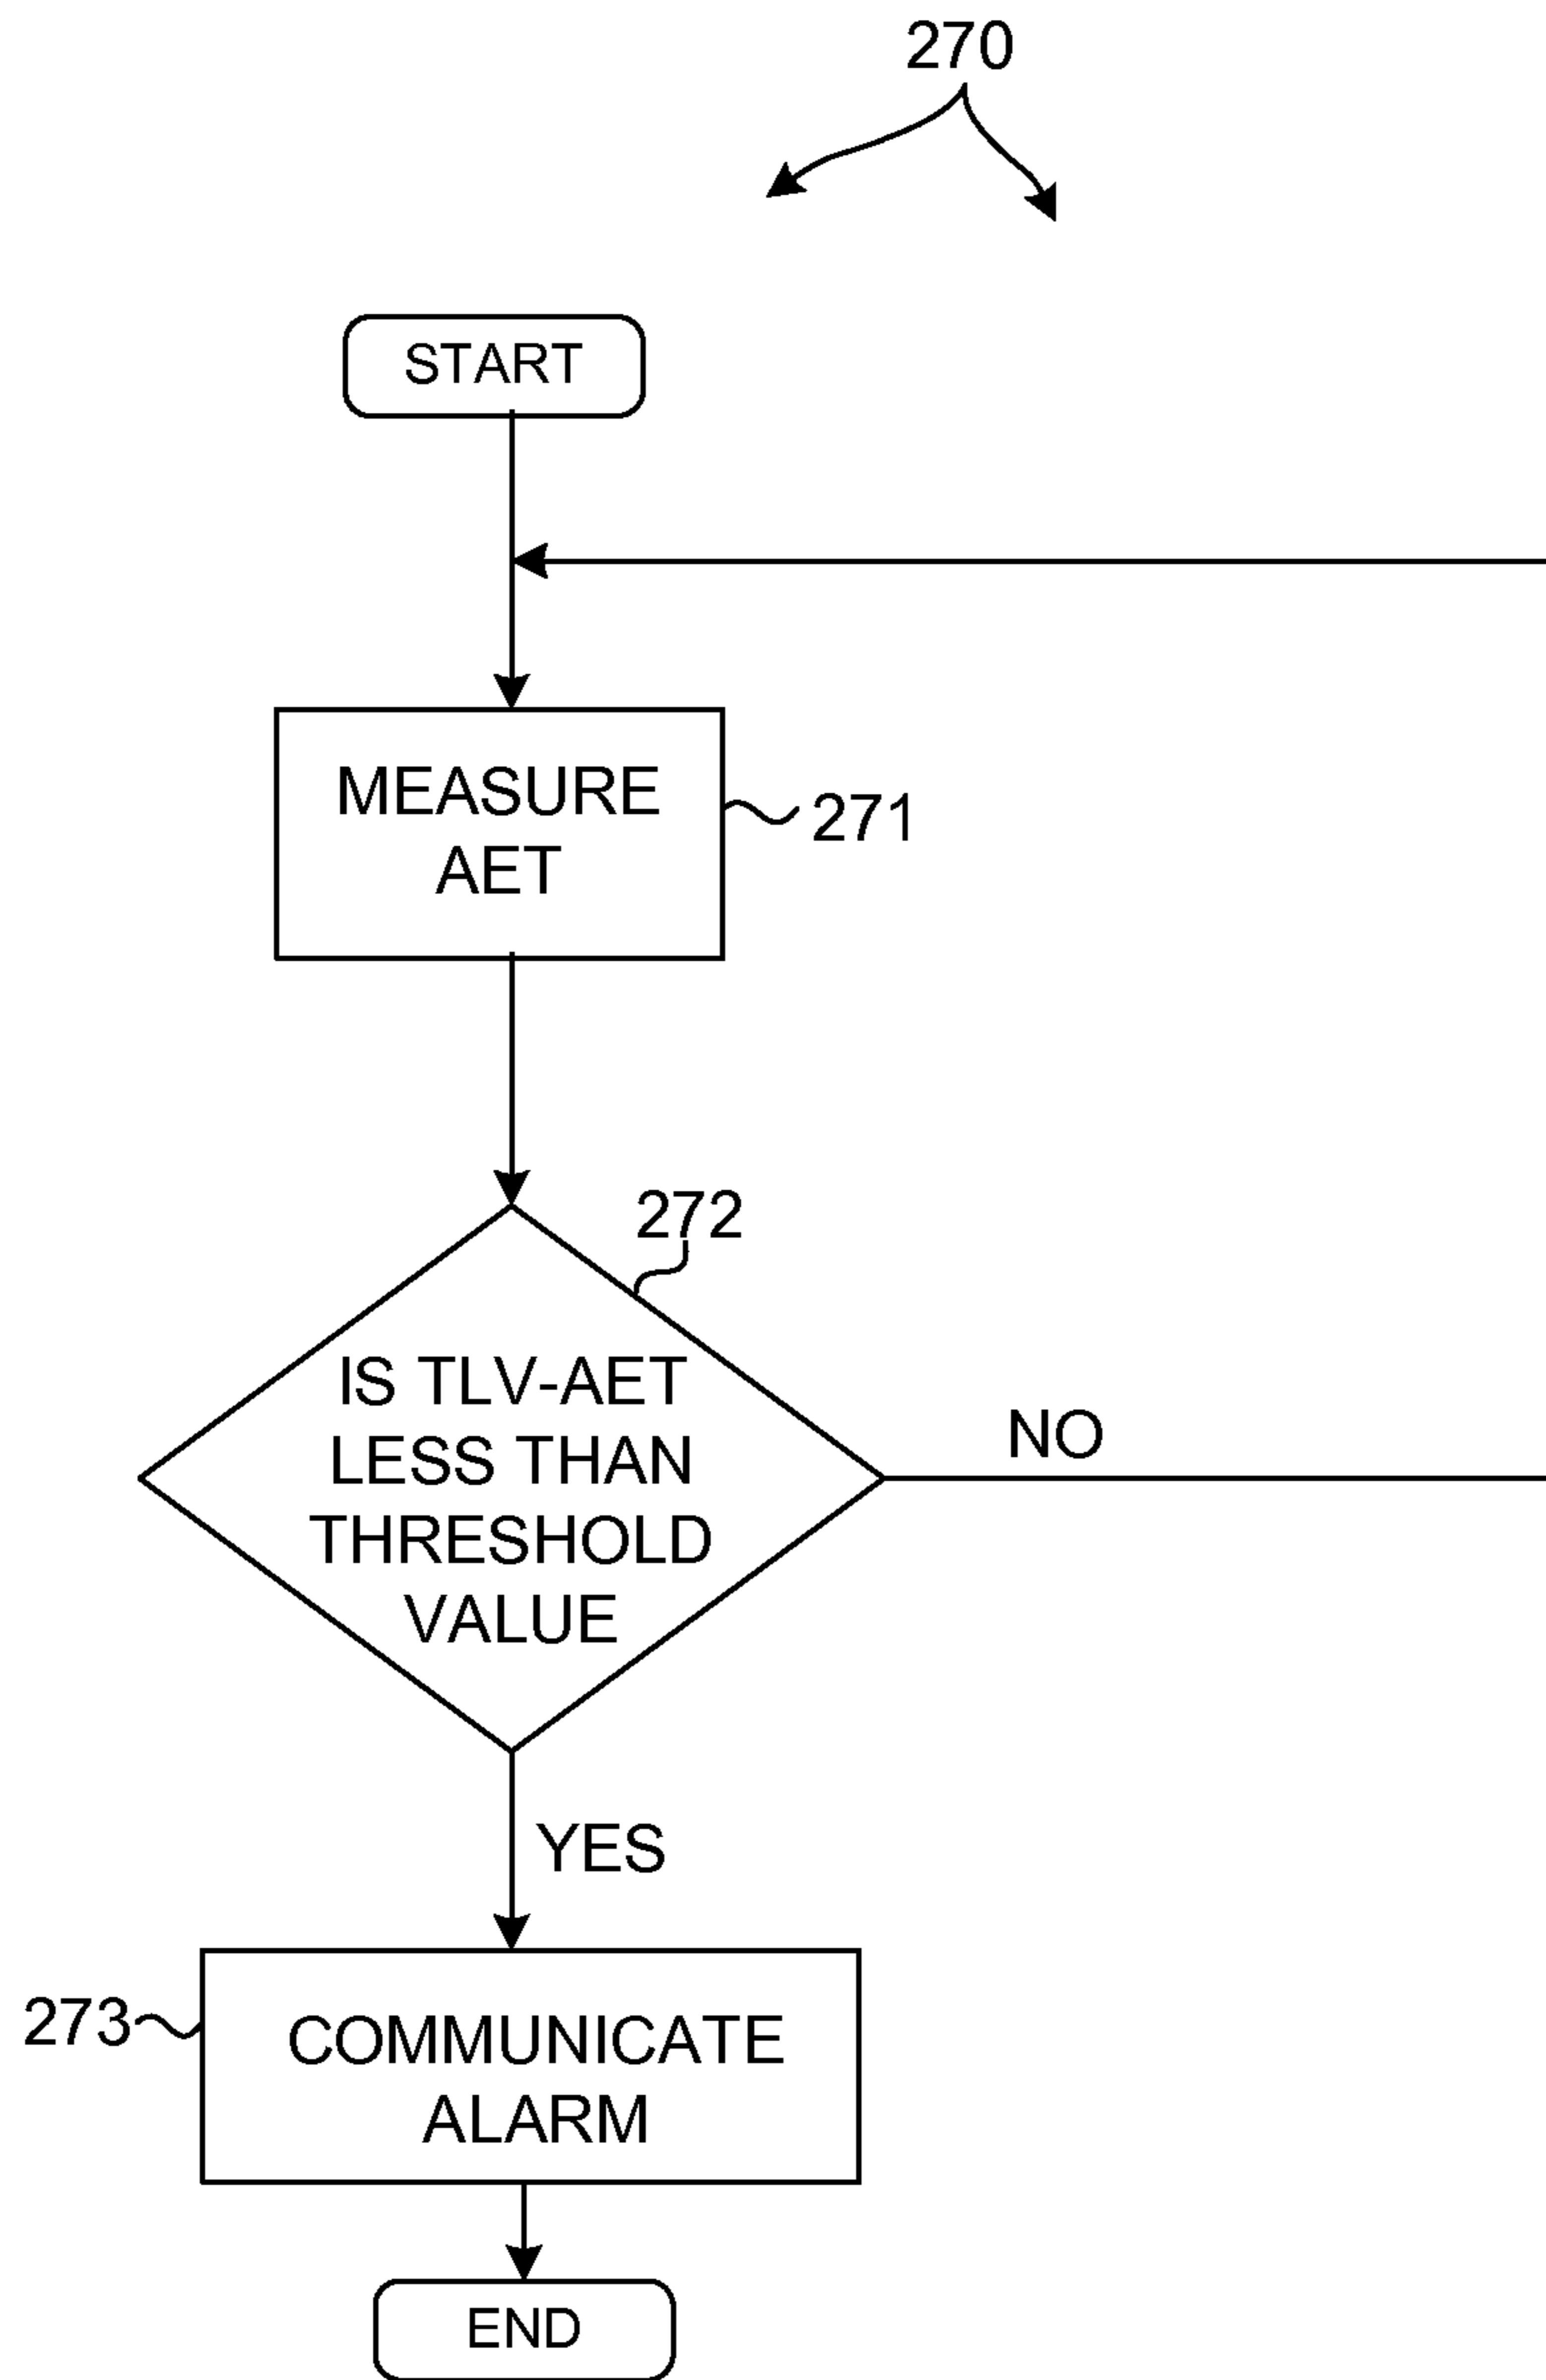 270
START
MEASURE
AET
271
272
IS TLV-AET
LESS THAN
THRESHOLD
VALUE
NO
YES
273
COMMUNICATE
ALARM
END